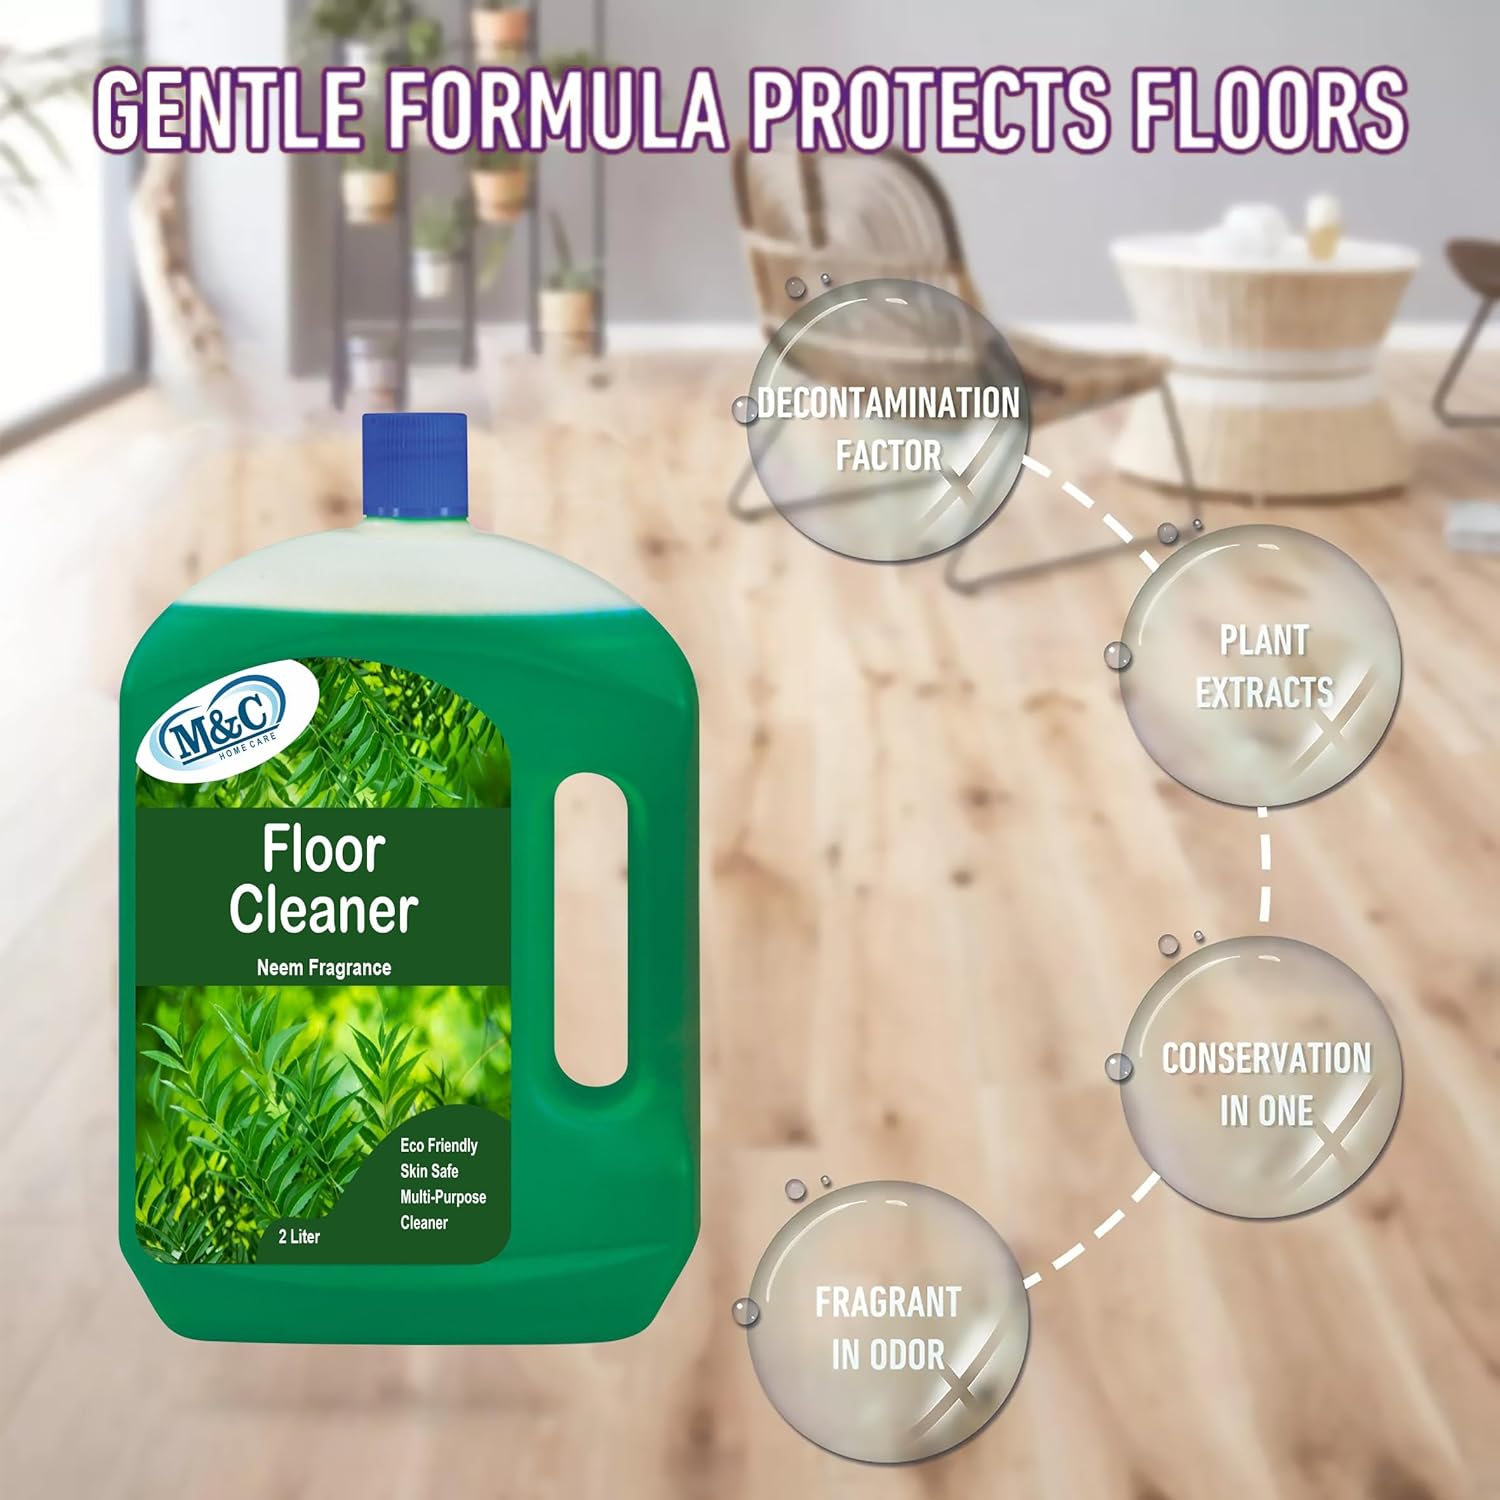 GENTLE FORMULA PROTECTS FLOORS
DECONTAMINATION
FACTOR
PLANT
EXTRACTS
CONSERVATION
IN ONE
FRAGRANT
IN ODOR
M&C
HOME CARE
Floor
Cleaner
Neem Fragrance
Eco Friendly
Skin Safe
Multi-Purpose
Cleaner
2 Liter